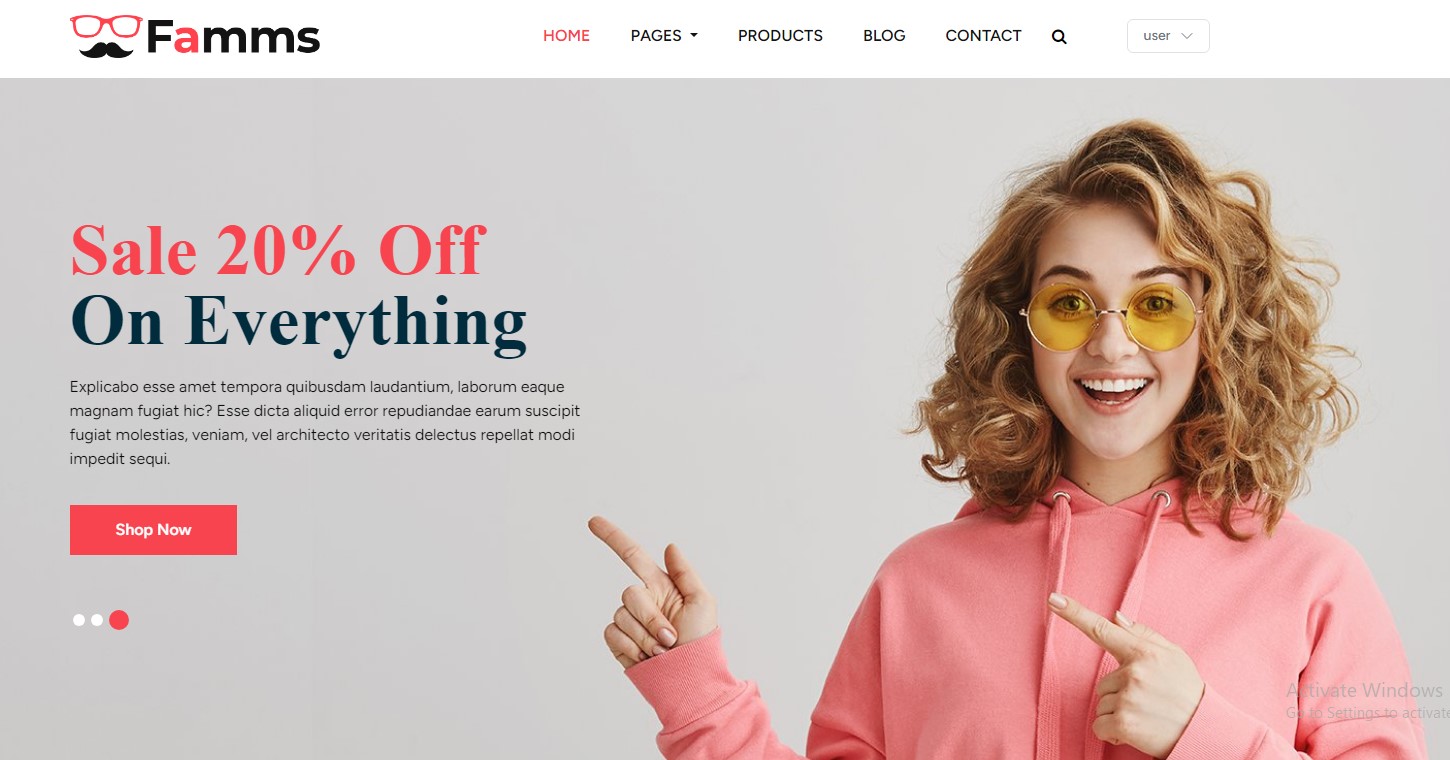 Famms
HOME PAGES PRODUCTS BLOG CONTACT user
Sale 20% Off
On Everything
Explicabo esse amet tempora quibusdam laudantium, laborum eaque
magnam fugiat hic? Esse dicta aliquid error repudiandae earum suscipit
fugiat molestias, veniam, vel architecto veritatis delectus repellat modi
impedit sequi.
Shop Now
Activate Windows
Go to Settings to activate